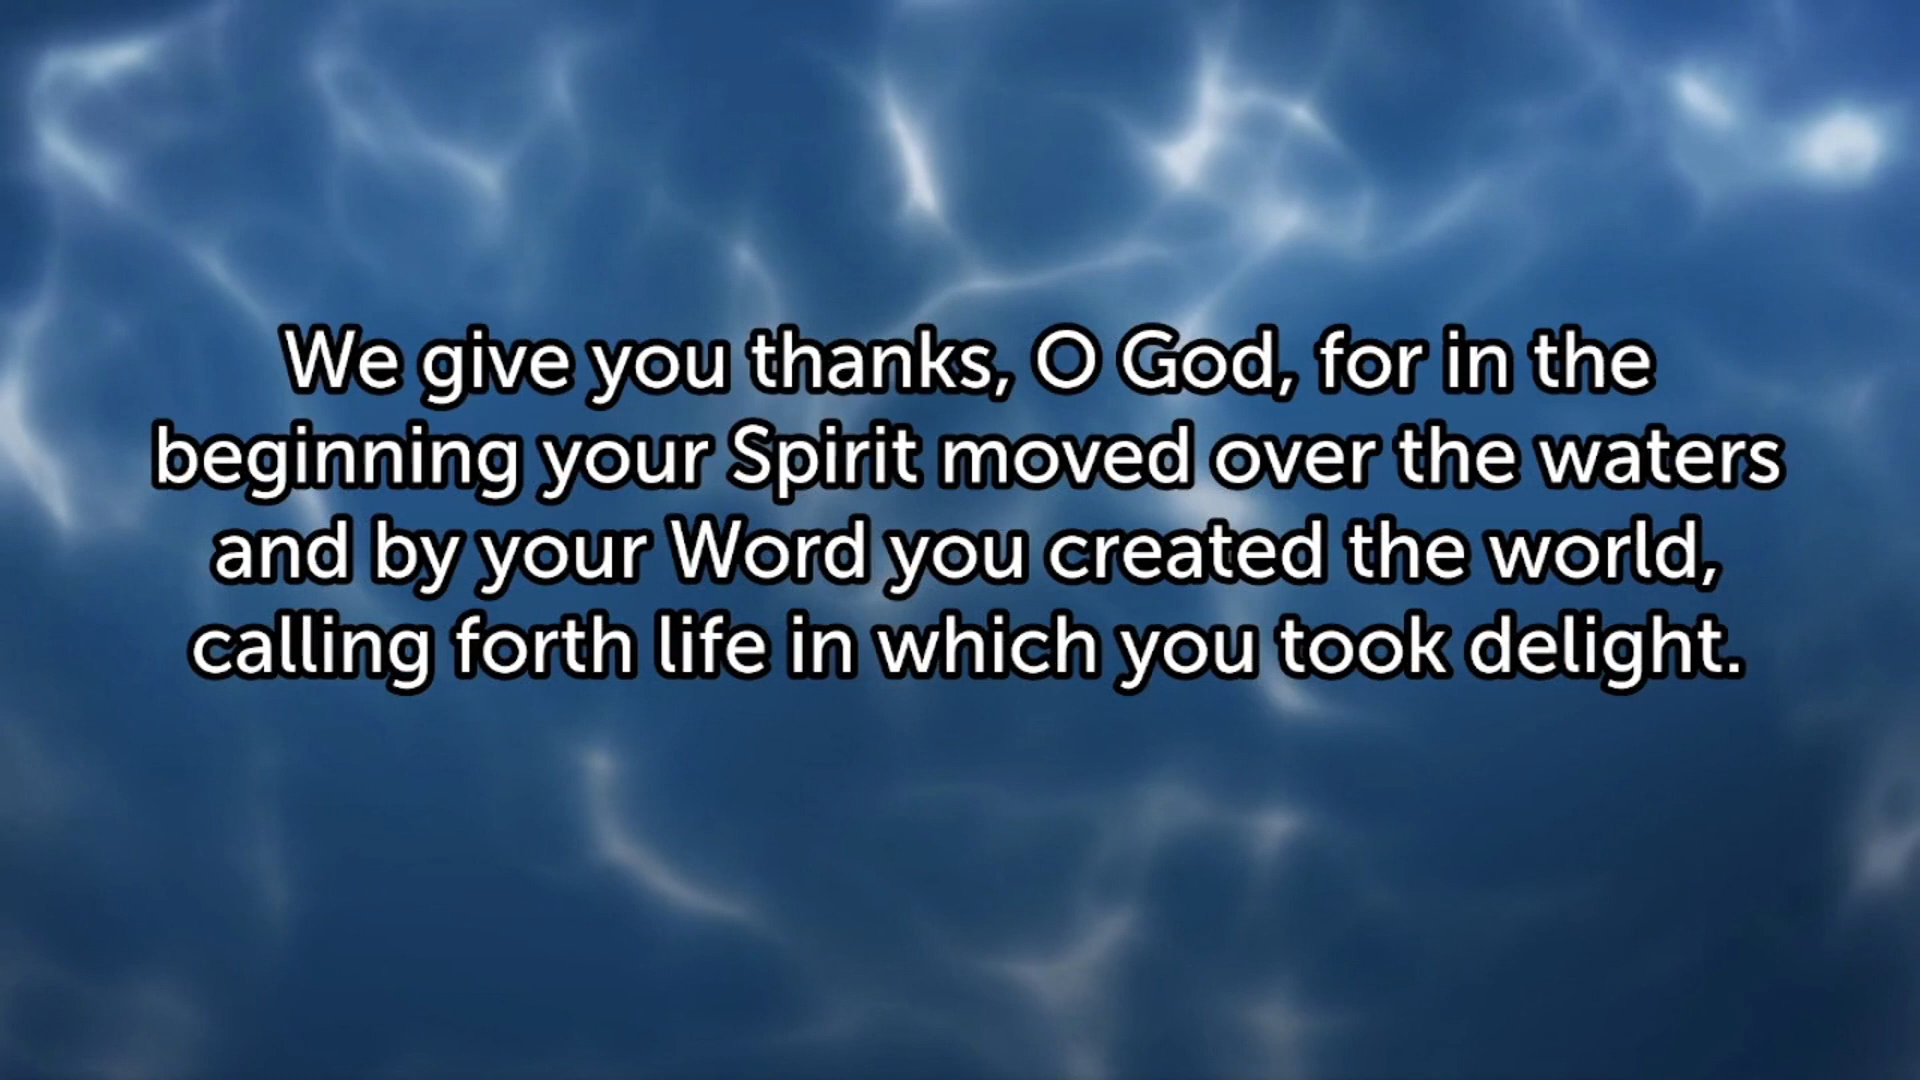 We give you thanks, O God, for in the
beginning your Spirit moved over the waters
and by your Word you created the world,
calling forth life in which you took delight.